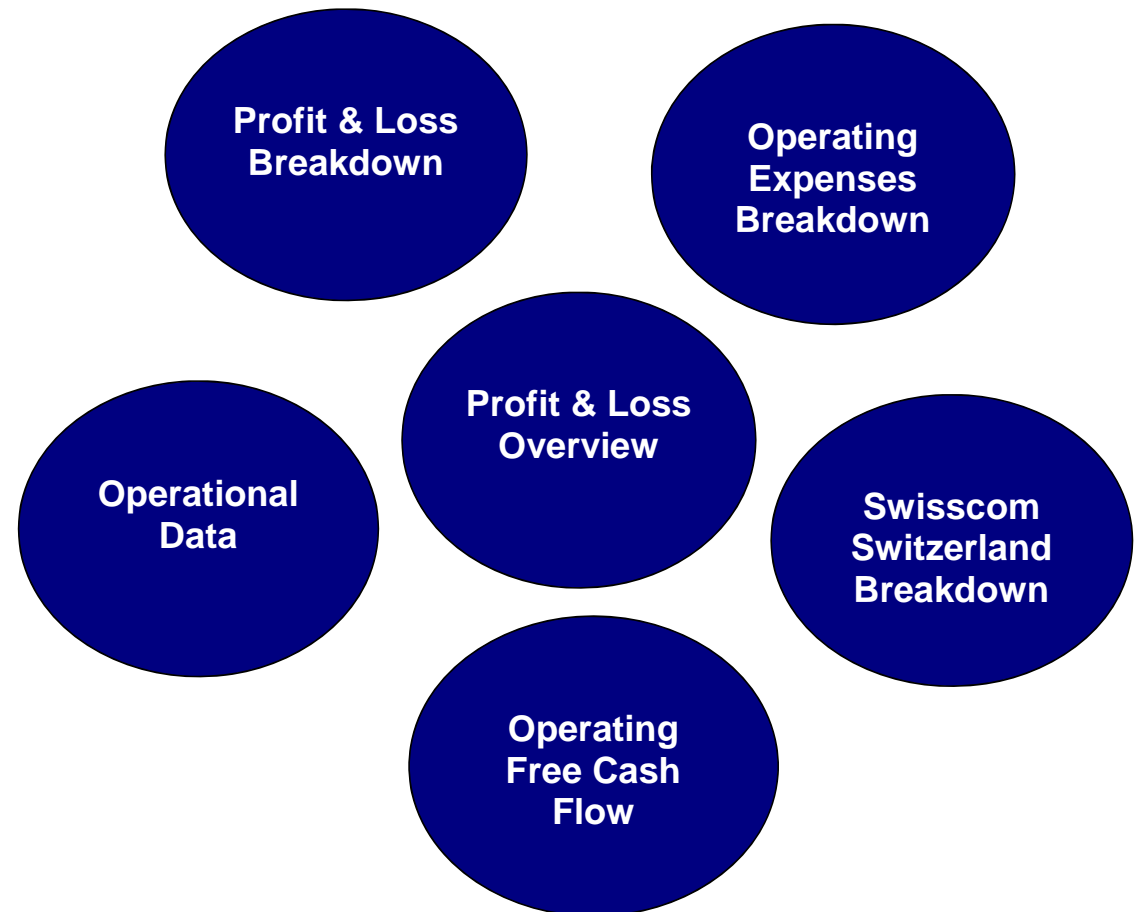 Profit & Loss
Breakdown
Operating
Expenses
Breakdown
Profit & Loss
Overview
Operational
Data
Swisscom
Switzerland
Breakdown
Operating
Free Cash
Flow